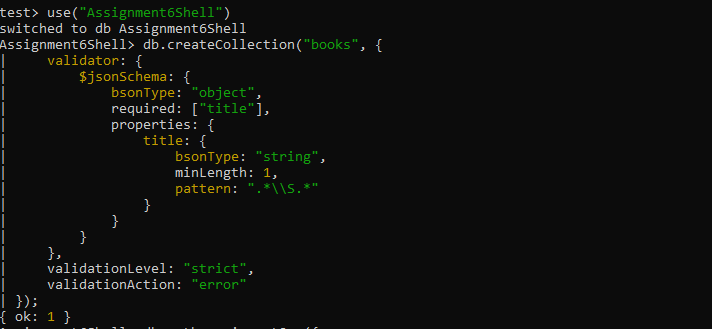 test> use("Assignment6Shell")
switched to db Assignment6Shell
Assignment6Shell> db.createCollection("books", {
|     validator: {
|         $jsonSchema: {
|             bsonType: "object",
|             required: ["title"],
|             properties: {
|                 title: {
|                     bsonType: "string",
|                     minLength: 1,
|                     pattern: ".*\\S.*"
|                 }
|             }
|         }
|     },
|     validationLevel: "strict",
|     validationAction: "error"
| });
{ ok: 1 }